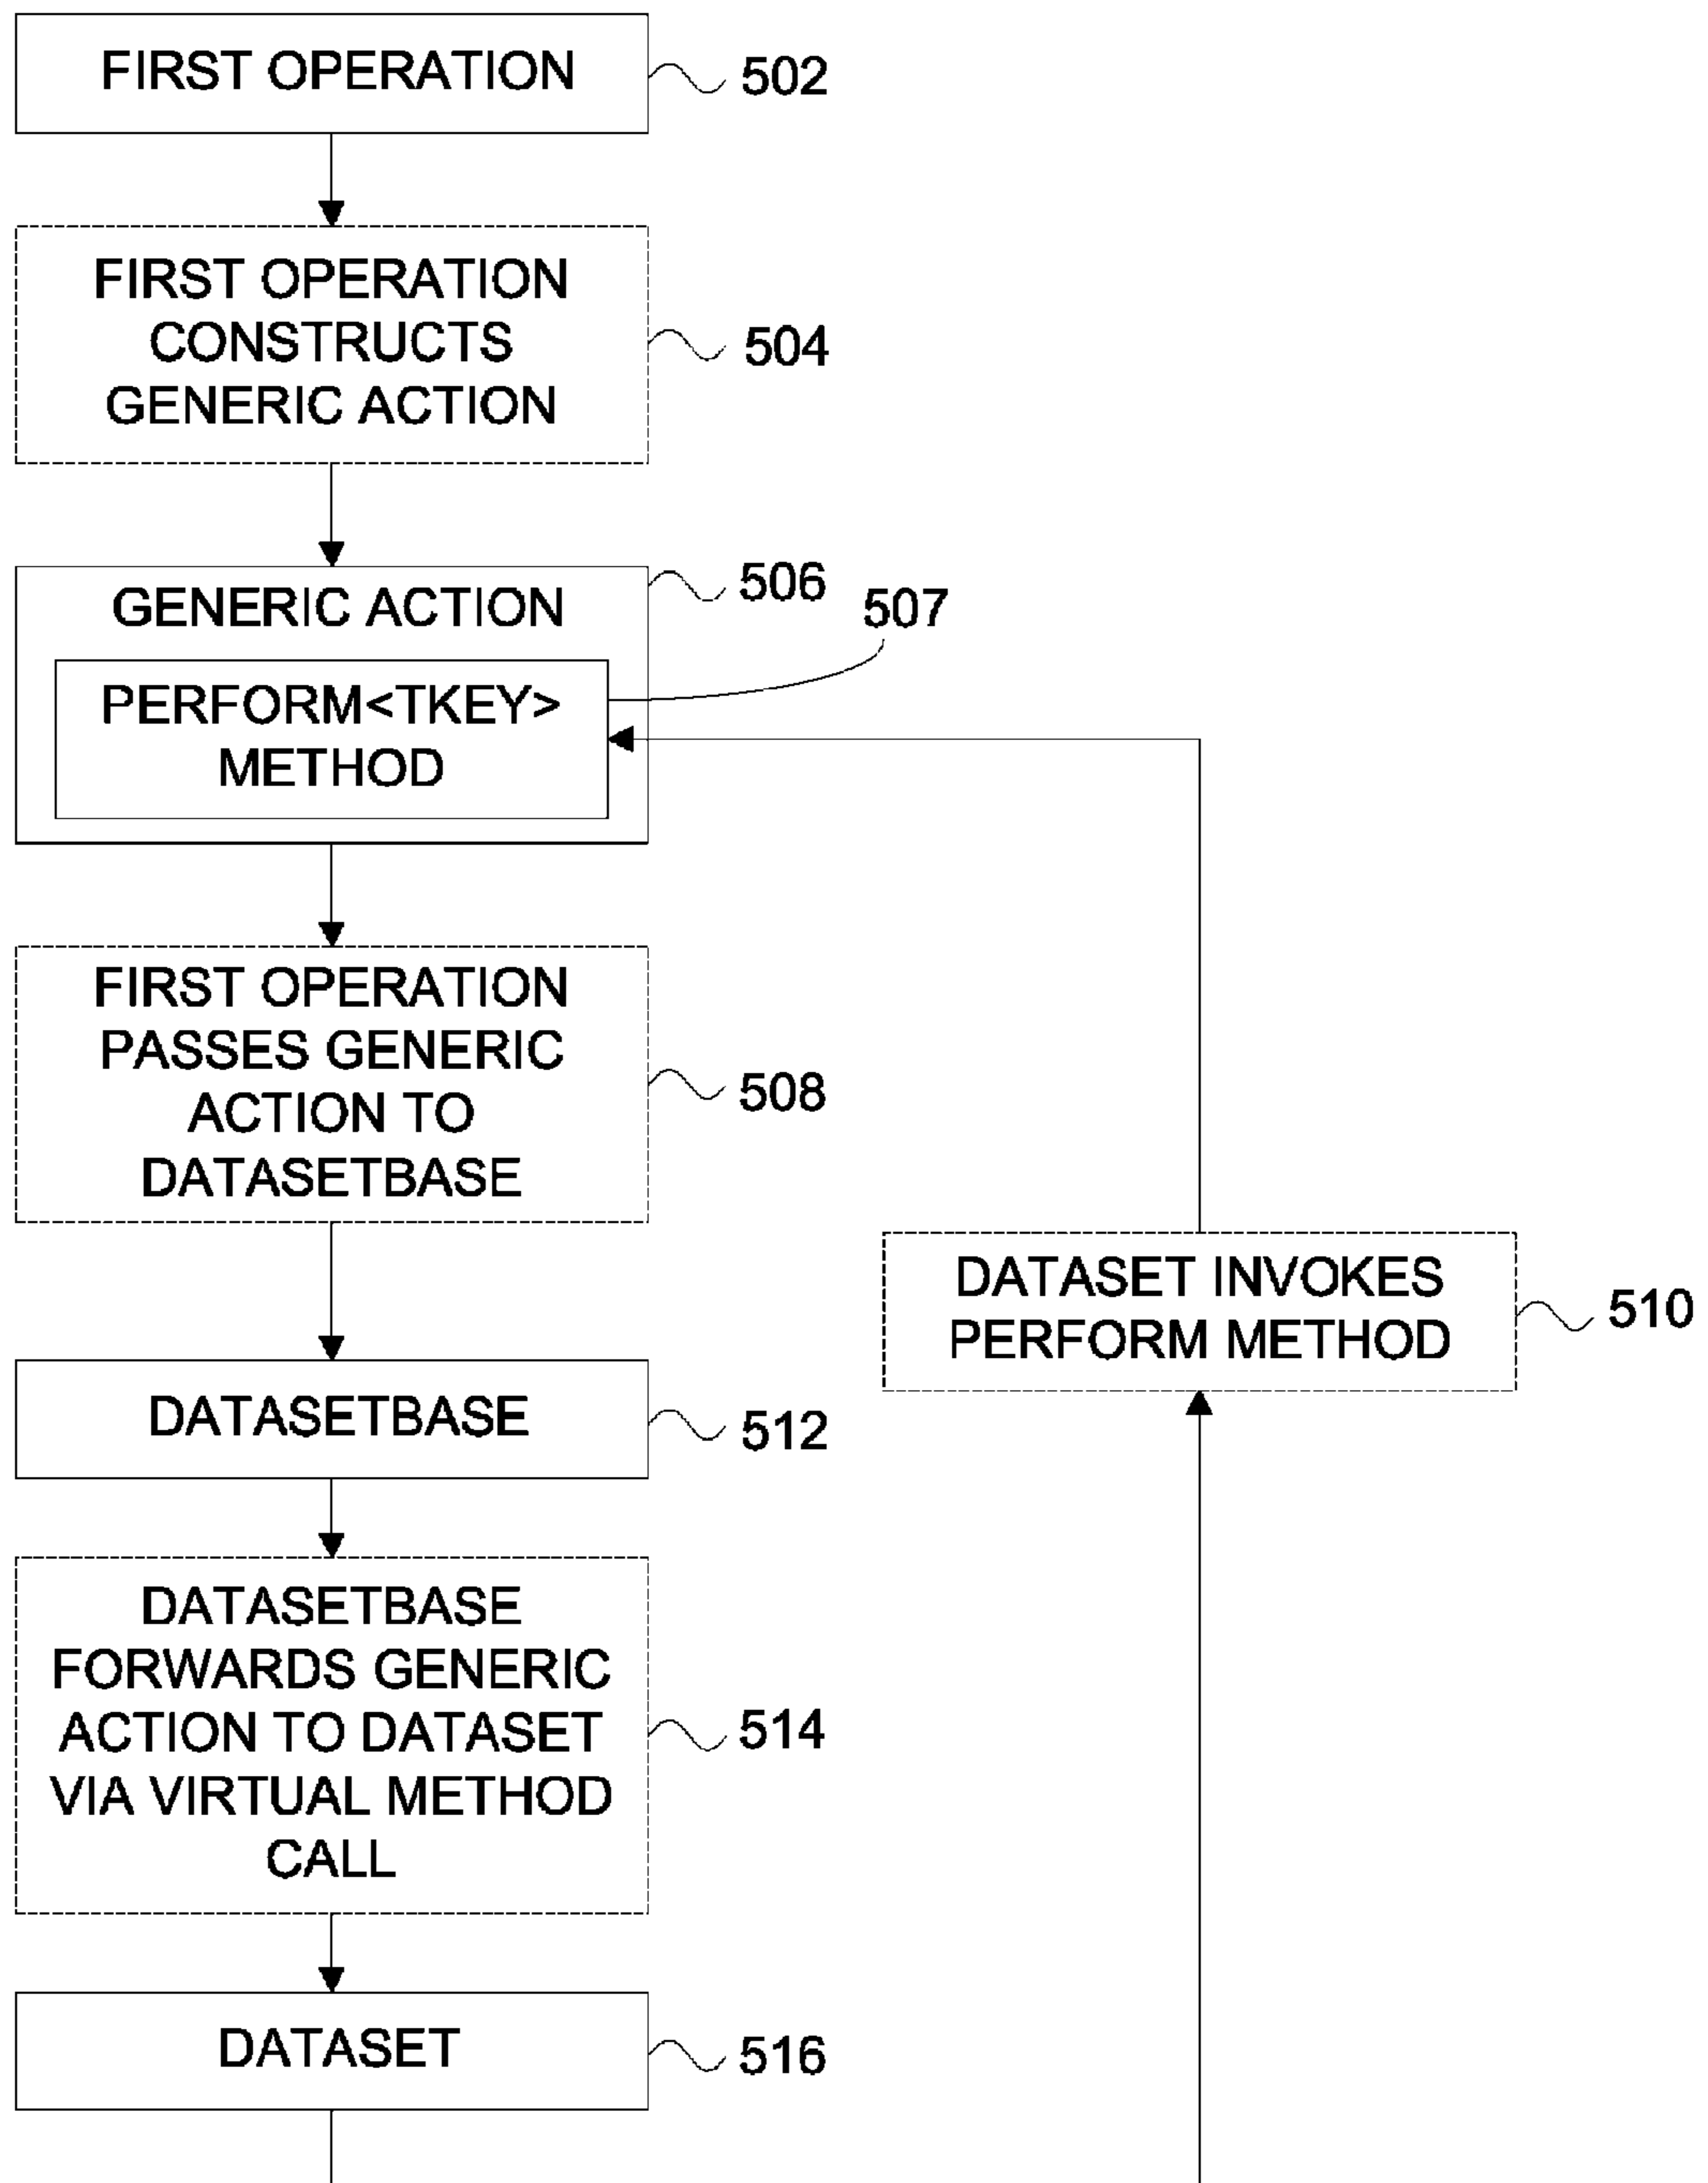 FIRST OPERATION
502
FIRST OPERATION
CONSTRUCTS
GENERIC ACTION
504
GENERIC ACTION
506
507
PERFORM<TKEY>
METHOD
FIRST OPERATION
PASSES GENERIC
ACTION TO
DATASETBASE
508
DATASET INVOKES
PERFORM METHOD
510
DATASETBASE
512
DATASETBASE
FORWARDS GENERIC
ACTION TO DATASET
VIA VIRTUAL METHOD
CALL
514
DATASET
516